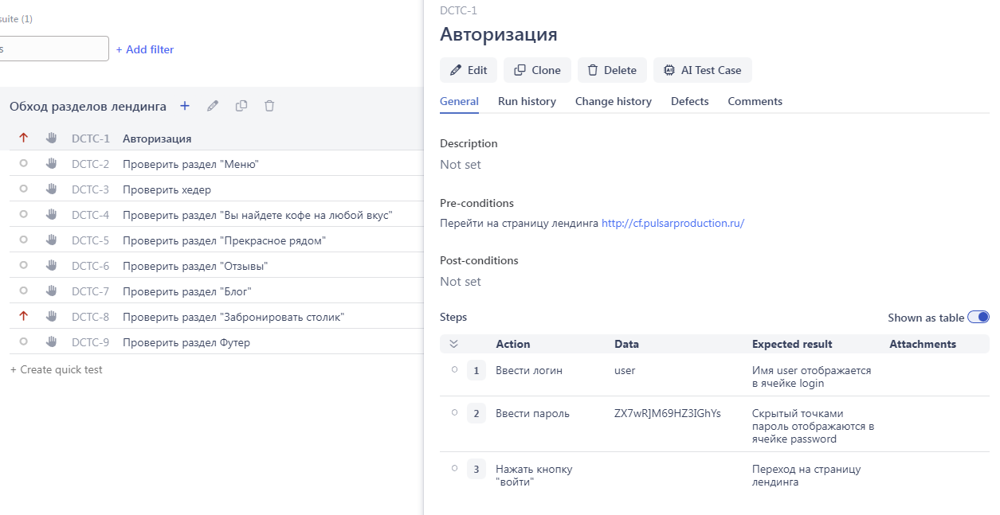 suite (1)
s
+ Add filter
Обход разделов лендинга
DCTC-1 Авторизация
DCTC-2 Проверить раздел "Меню"
DCTC-3 Проверить хедер
DCTC-4 Проверить раздел "Вы найдете кофе на любой вкус"
DCTC-5 Проверить раздел "Прекрасное рядом"
DCTC-6 Проверить раздел "Отзывы"
DCTC-7 Проверить раздел "Блог"
DCTC-8 Проверить раздел "Забронировать столик"
DCTC-9 Проверить раздел Футер
+ Create quick test
DCTC-1
Авторизация
Edit Clone Delete AI Test Case
General Run history Change history Defects Comments
Description
Not set
Pre-conditions
Перейти на страницу лендинга http://cf.pulsarproduction.ru/
Post-conditions
Not set
Steps Shown as table
Action Data Expected result Attachments
1 Ввести логин user Имя user отображается
в ячейке login
2 Ввести пароль ZX7wR]M69HZ3IGhYs Скрытый точками
пароль отображаются в
ячейке password
3 Нажать кнопку Переход на страницу
"войти" лендинга